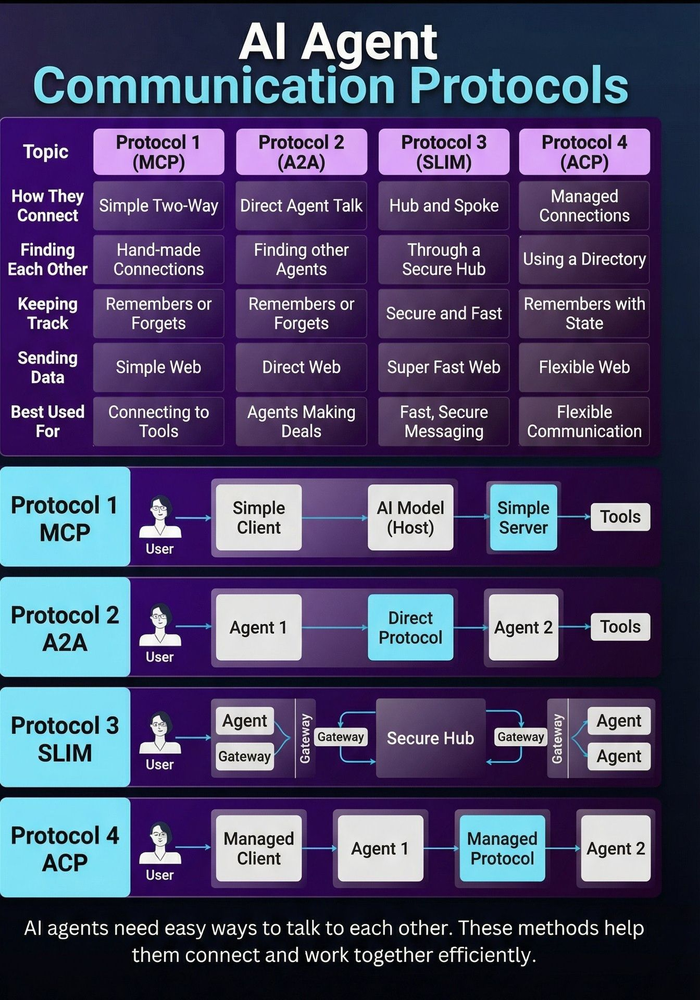 AI Agent
Communication Protocols
Topic
Protocol 1
(MCP)
Protocol 2
(A2A)
Protocol 3
(SLIM)
Protocol 4
(ACP)
How They
Connect
Simple Two-Way
Direct Agent Talk
Hub and Spoke
Managed
Connections
Finding
Each Other
Hand-made
Connections
Finding other
Agents
Through a
Secure Hub
Using a Directory
Keeping
Track
Remembers or
Forgets
Remembers or
Forgets
Secure and Fast
Remembers with
State
Sending
Data
Simple Web
Direct Web
Super Fast Web
Flexible Web
Best Used
For
Connecting to
Tools
Agents Making
Deals
Fast, Secure
Messaging
Flexible
Communication
Protocol 1
MCP
User
Simple
Client
AI Model
(Host)
Simple
Server
Tools
Protocol 2
A2A
User
Agent 1
Direct
Protocol
Agent 2
Tools
Protocol 3
SLIM
User
Agent
Gateway
Gateway
Gateway
Secure Hub
Gateway
Gateway
Agent
Agent
Protocol 4
ACP
User
Managed
Client
Agent 1
Managed
Protocol
Agent 2
AI agents need easy ways to talk to each other. These methods help
them connect and work together efficiently.